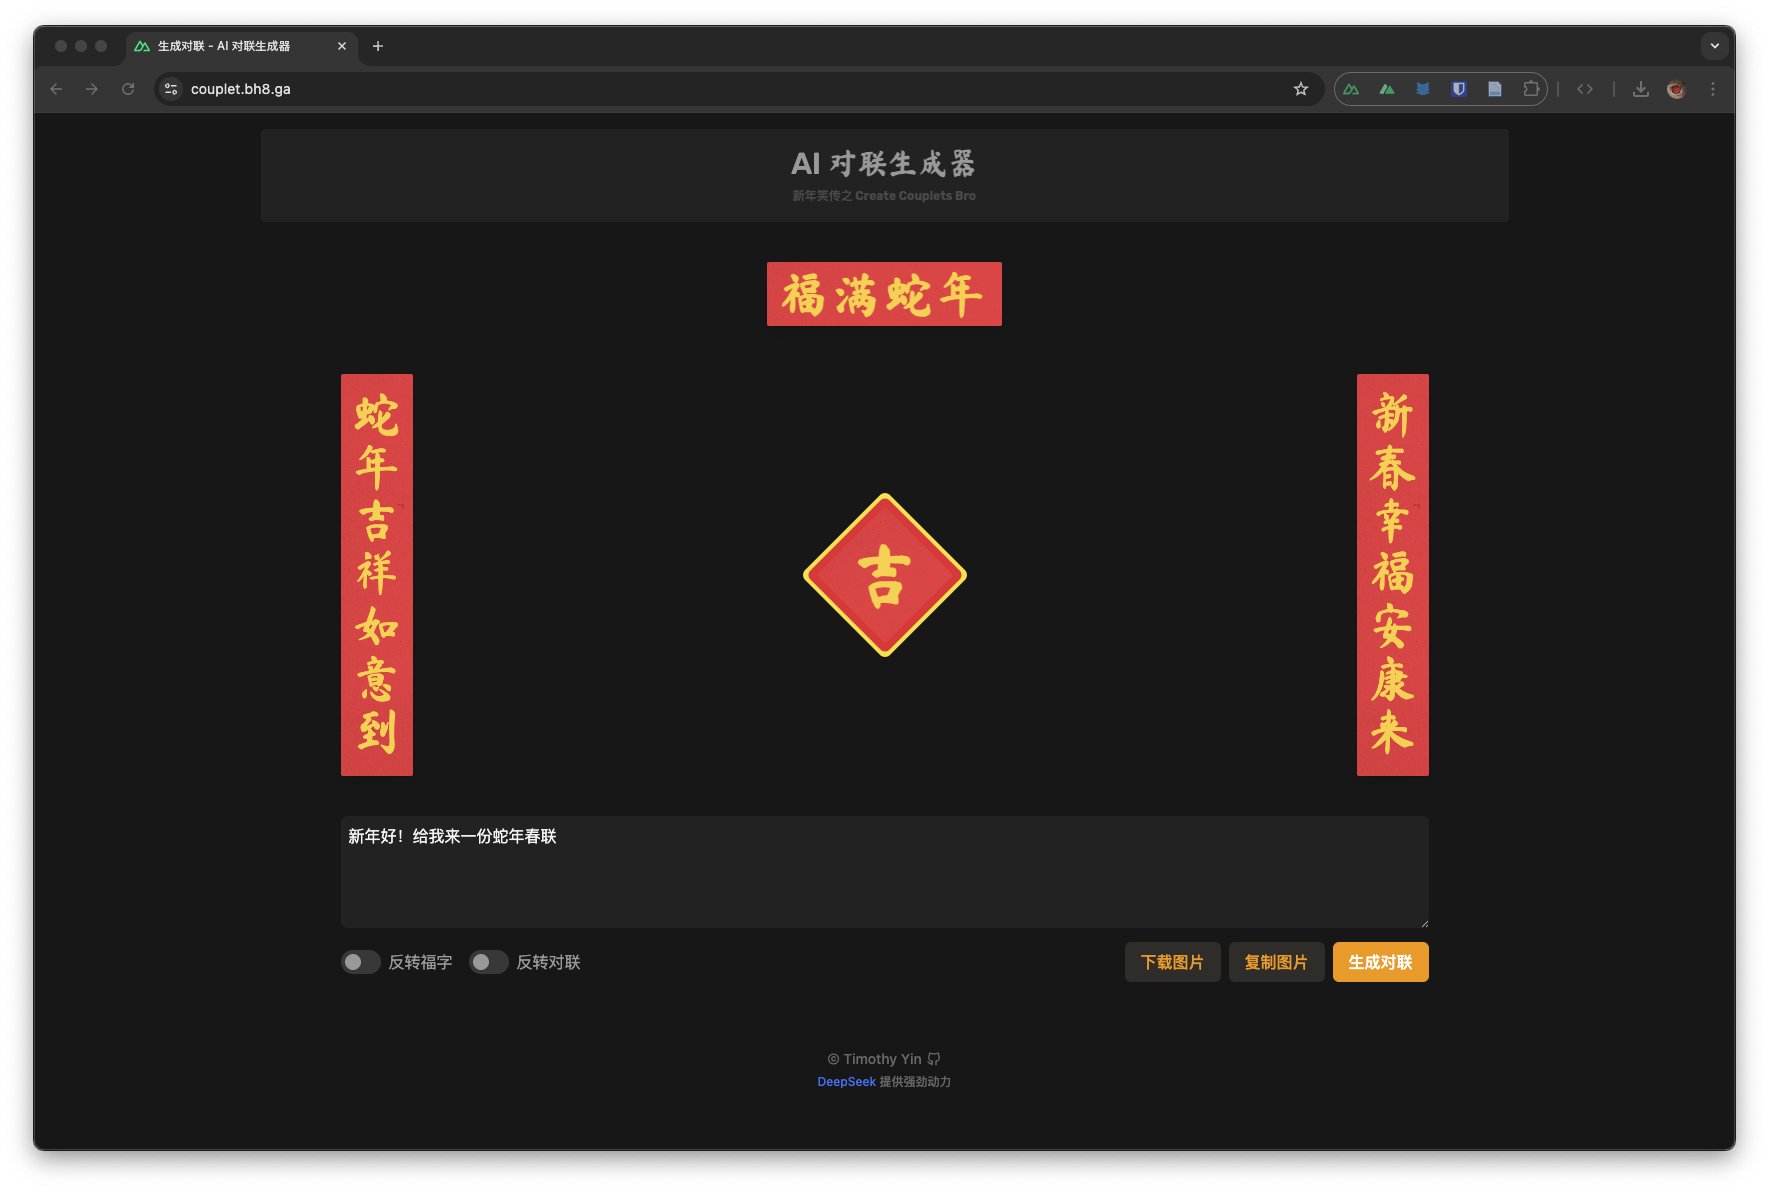 生成对联 - AI 对联生成器
couplet.bh8.ga
AI 对联生成器
新年笑传之 Create Couplets Bro
福满蛇年
蛇年吉祥如意到
吉
新春幸福安康来
新年好！给我来一份蛇年春联
反转福字
反转对联
下载图片
复制图片
生成对联
© Timothy Yin
DeepSeek 提供强劲动力